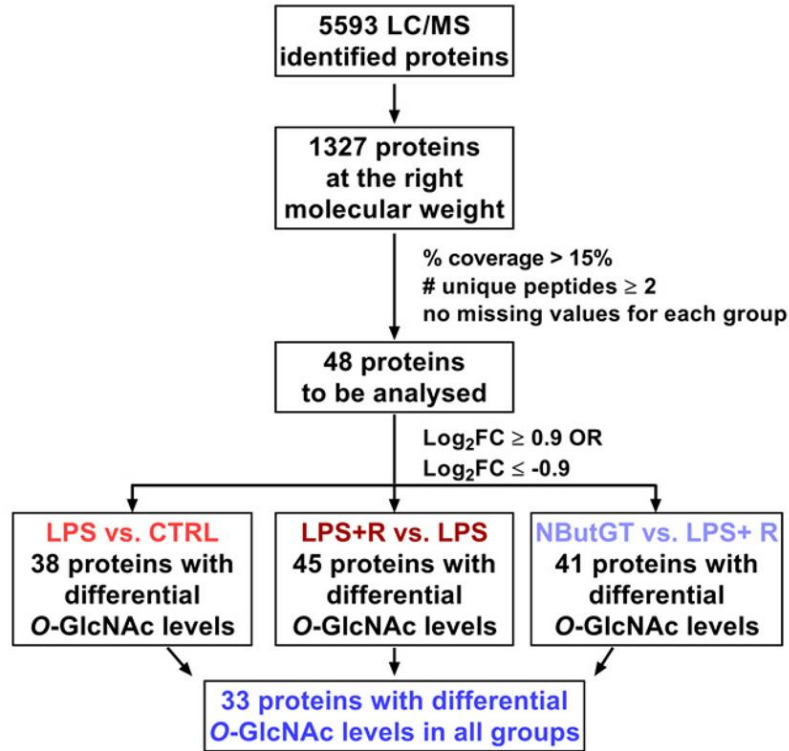 5593 LC/MS
identified proteins
1327 proteins
at the right
molecular weight
% coverage > 15%
# unique peptides ≥ 2
no missing values for each group
48 proteins
to be analysed
Log₂FC ≥ 0.9 OR
Log₂FC ≤ -0.9
LPS vs. CTRL
38 proteins with
differential
O-GlcNAc levels
LPS+R vs. LPS
45 proteins with
differential
O-GlcNAc levels
NButGT vs. LPS+ R
41 proteins with
differential
O-GlcNAc levels
33 proteins with differential
O-GlcNAc levels in all groups